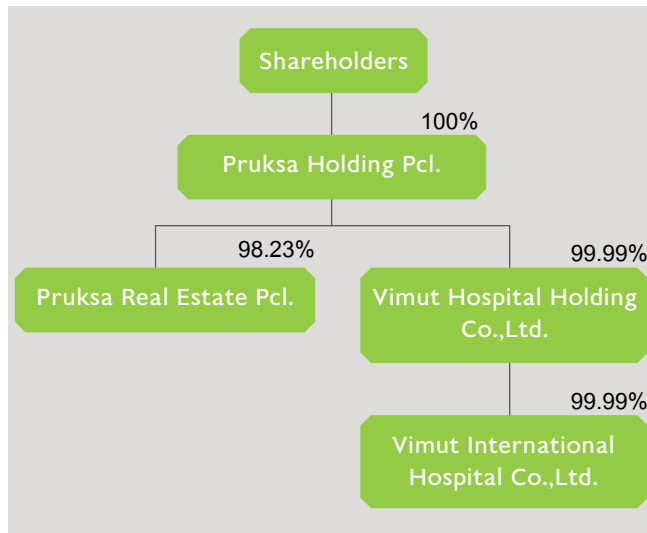 Shareholders
100%
Pruksa Holding Pcl.
98.23%
99.99%
Pruksa Real Estate Pcl.
Vimut Hospital Holding
Co.,Ltd.
99.99%
Vimut International
Hospital Co.,Ltd.